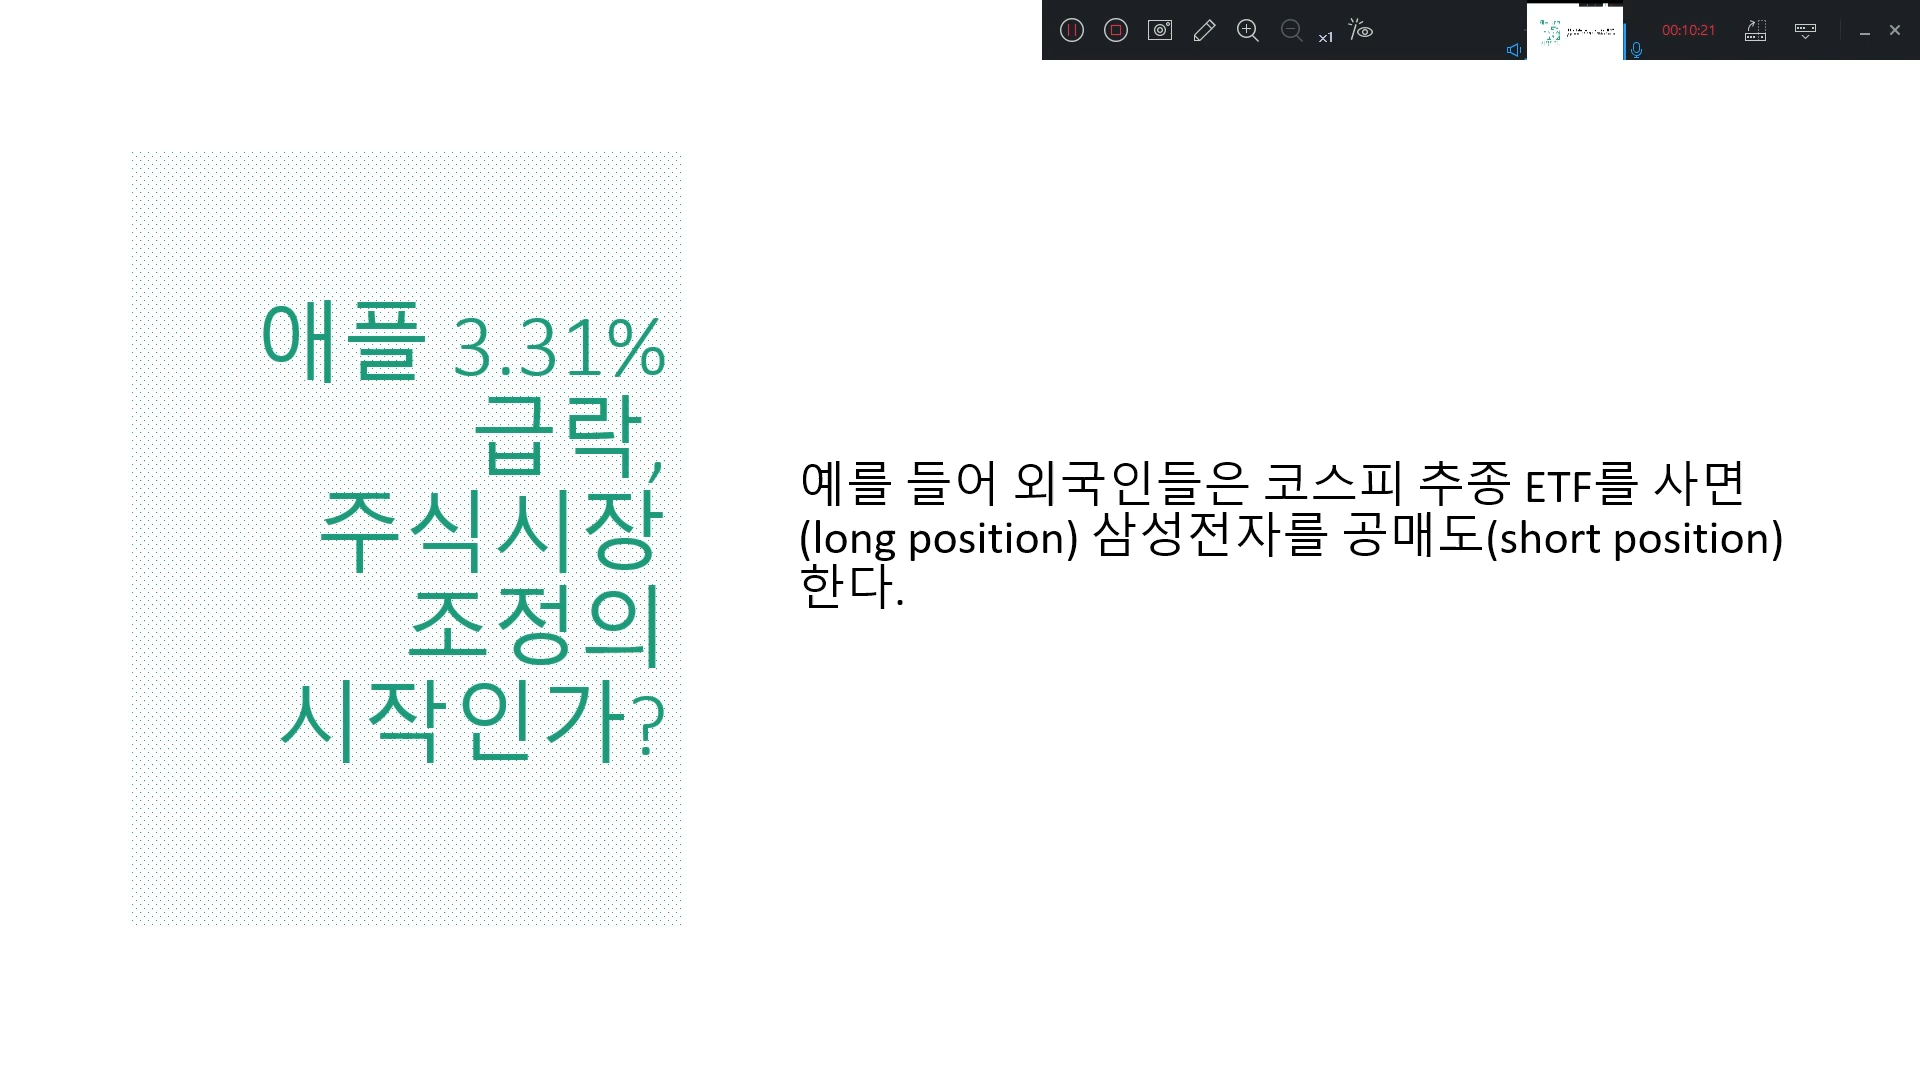 x1
00:10:21
애플 3.31%
급락,
주식시장
조정의
시작인가?
예를 들어 외국인들은 코스피 추종 ETF를 사면
(long position) 삼성전자를 공매도(short position)
한다.